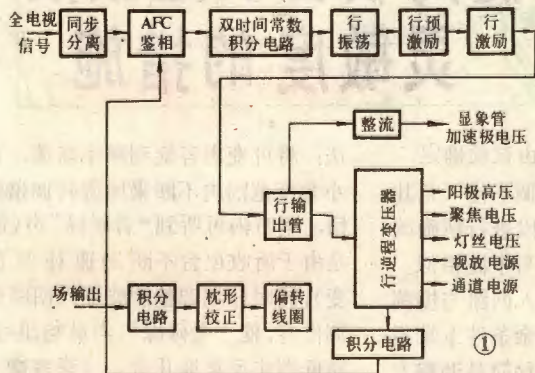 全电视
信号
同步
分离
AFC
鉴相
双时间常数
积分电路
行
振荡
行预
激励
行
激励
整流
显象管
加速极电压
行输
出管
行逆程变压器
阳极高压
聚焦电压
灯丝电压
视放电源
通道电源
场输出
积分
电路
枕形
校正
偏转
线圈
积分电路
①